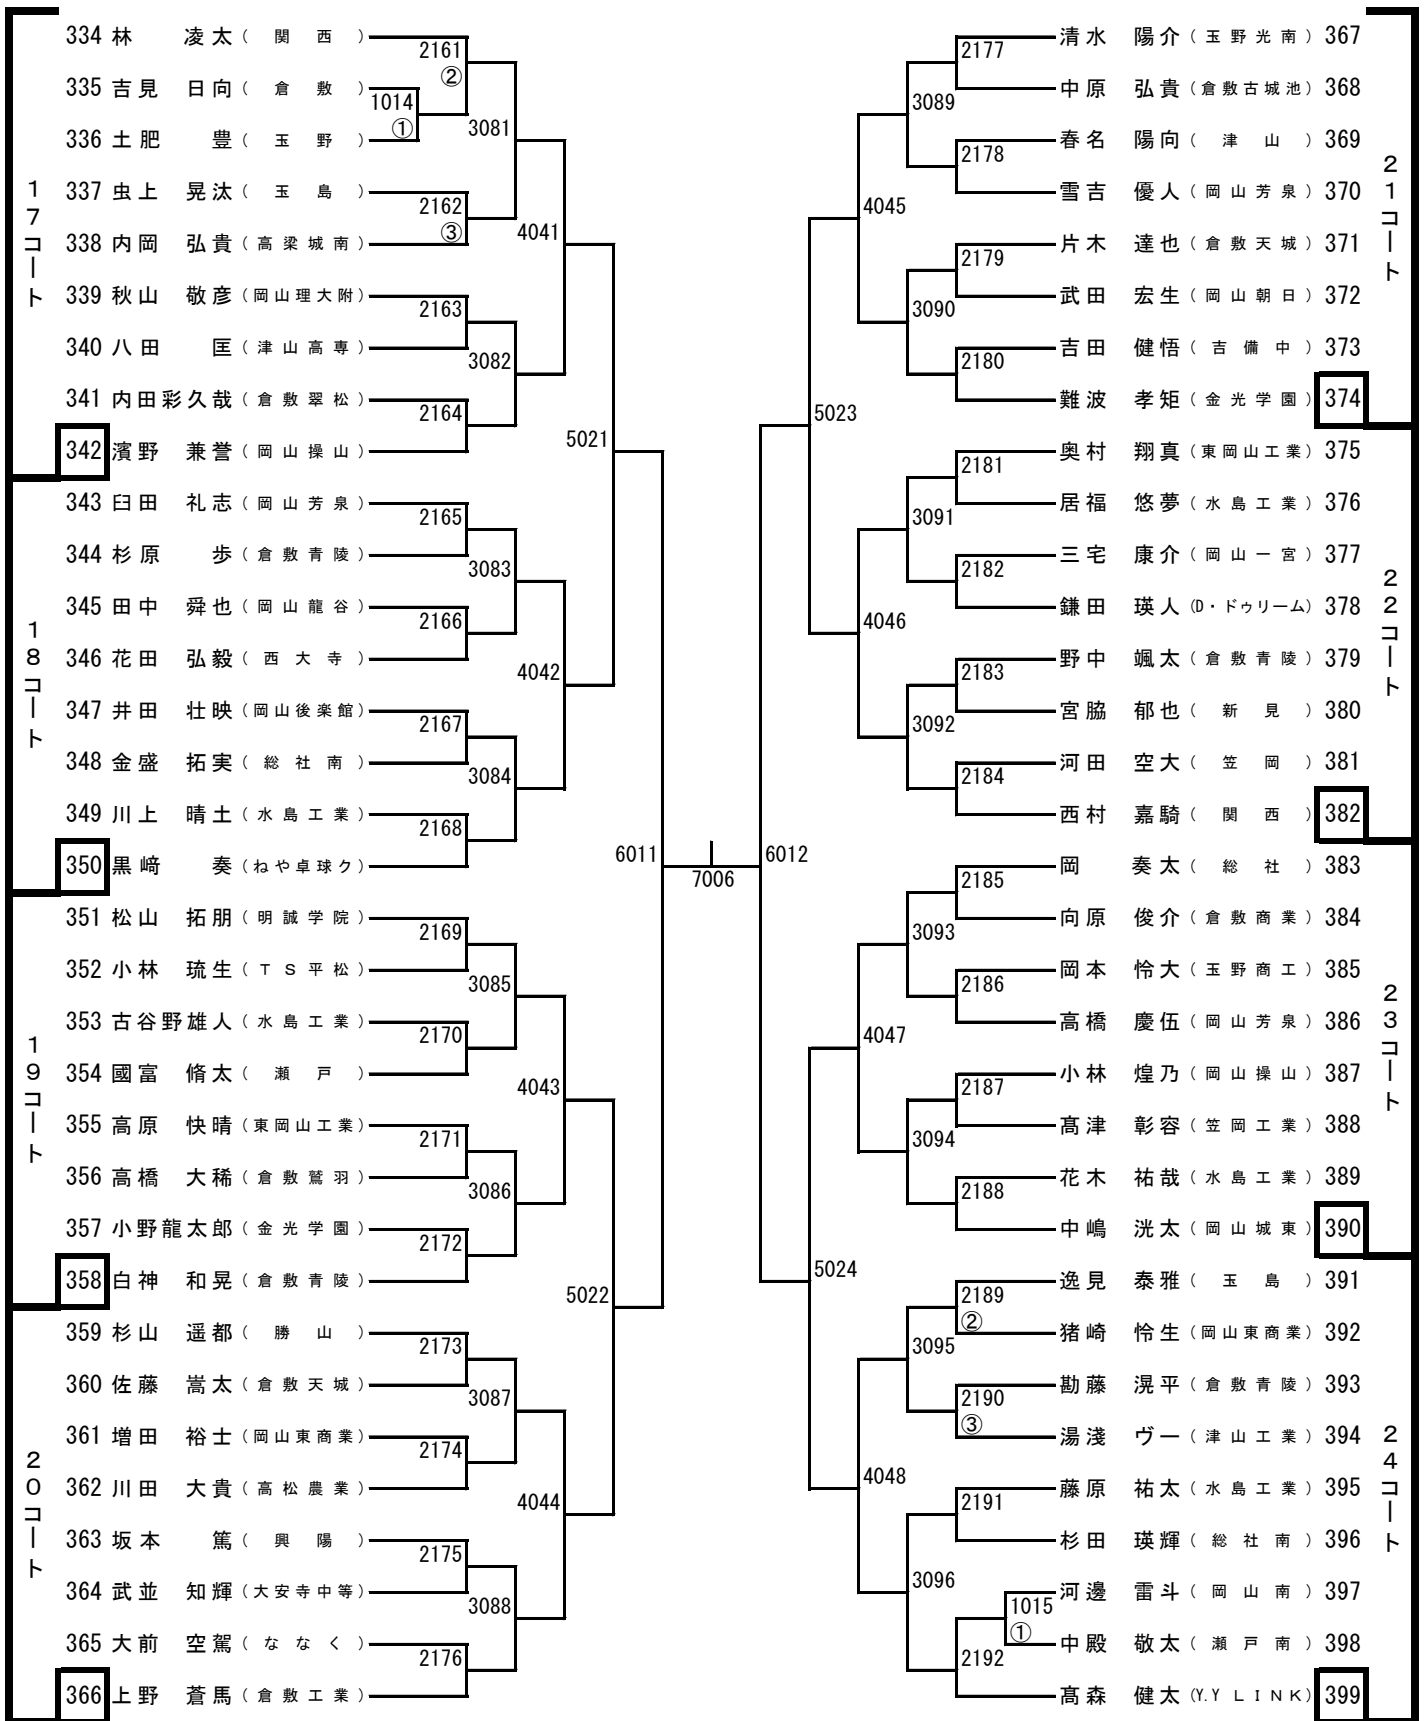 17コート
334 林 凌太 (関西)
335 吉見 日向 (倉敷)
336 土肥 豊 (玉野)
337 虫上 晃汰 (玉島)
338 内岡 弘貴 (高梁城南)
339 秋山 敬彦 (岡山理大附)
340 八田 匡 (津山高専)
341 内田彩久哉 (倉敷翠松)
342 濱野 兼誉 (岡山操山)
18コート
343 臼田 礼志 (岡山芳泉)
344 杉原 歩 (倉敷青陵)
345 田中 舜也 (岡山龍谷)
346 花田 弘毅 (西大寺)
347 井田 壮映 (岡山後楽館)
348 金盛 拓実 (総社南)
349 川上 晴土 (水島工業)
350 黒﨑 奏 (ねや卓球ク)
19コート
351 松山 拓朋 (明誠学院)
352 小林 琉生 (TS平松)
353 古谷野雄人 (水島工業)
354 國富 脩太 (瀬戸)
355 高原 快晴 (東岡山工業)
356 高橋 大稀 (倉敷鷲羽)
357 小野龍太郎 (金光学園)
358 白神 和晃 (倉敷青陵)
20コート
359 杉山 遥都 (勝山)
360 佐藤 嵩太 (倉敷天城)
361 増田 裕士 (岡山東商業)
362 川田 大貴 (高松農業)
363 坂本 篤 (興陽)
364 武並 知輝 (大安寺中等)
365 大前 空駕 (ななく)
366 上野 蒼馬 (倉敷工業)
1014
①
2161
②
2162
③
2163
2164
2165
2166
2167
2168
2169
2170
2171
2172
2173
2174
2175
2176
3081
3082
3083
3084
3085
3086
3087
3088
4041
4042
4043
4044
5021
5022
6011
7006
6012
5023
5024
4045
4046
4047
4048
3089
3090
3091
3092
3093
3094
3095
3096
2177
2178
2179
2180
2181
2182
2183
2184
2185
2186
2187
2188
2189
②
2190
③
2191
2192
1015
①
21コート
清水 陽介 (玉野光南) 367
中原 弘貴 (倉敷古城池) 368
春名 陽向 (津山) 369
雪吉 優人 (岡山芳泉) 370
片木 達也 (倉敷天城) 371
武田 宏生 (岡山朝日) 372
吉田 健悟 (吉備中) 373
難波 孝矩 (金光学園) 374
22コート
奥村 翔真 (東岡山工業) 375
居福 悠夢 (水島工業) 376
三宅 康介 (岡山一宮) 377
鎌田 瑛人 (D・ドゥリーム) 378
野中 颯太 (倉敷青陵) 379
宮脇 郁也 (新見) 380
河田 空大 (笠岡) 381
西村 嘉騎 (関西) 382
23コート
岡 奏太 (総社) 383
向原 俊介 (倉敷商業) 384
岡本 怜大 (玉野商工) 385
高橋 慶伍 (岡山芳泉) 386
小林 煌乃 (岡山操山) 387
髙津 彰容 (笠岡工業) 388
花木 祐哉 (水島工業) 389
中嶋 洸太 (岡山城東) 390
24コート
逸見 泰雅 (玉島) 391
猪崎 怜生 (岡山東商業) 392
勘藤 滉平 (倉敷青陵) 393
湯淺 ヴ一 (津山工業) 394
藤原 祐太 (水島工業) 395
杉田 瑛輝 (総社南) 396
河邊 雷斗 (岡山南) 397
中殿 敬太 (瀬戸南) 398
髙森 健太 (Y.Y LINK) 399